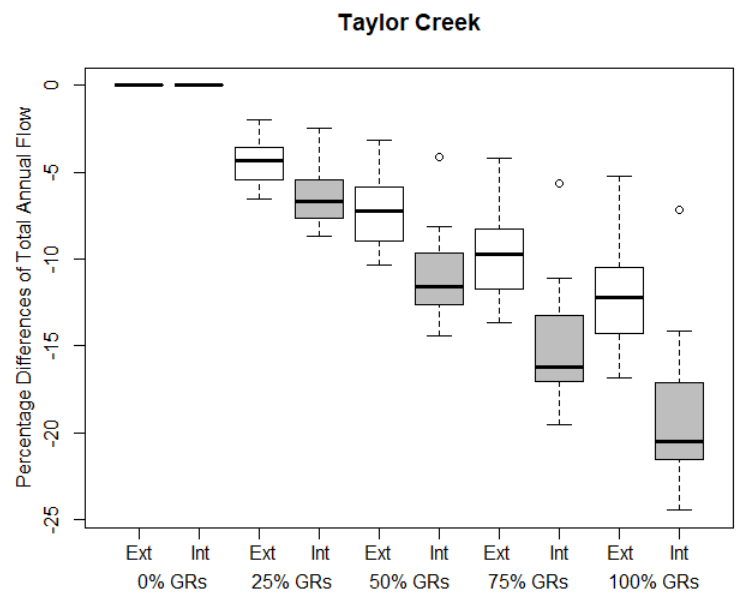 Taylor Creek
Percentage Differences of Total Annual Flow
0
-5
-10
-15
-20
-25
Ext Int Ext Int Ext Int Ext Int Ext Int
0% GRs 25% GRs 50% GRs 75% GRs 100% GRs